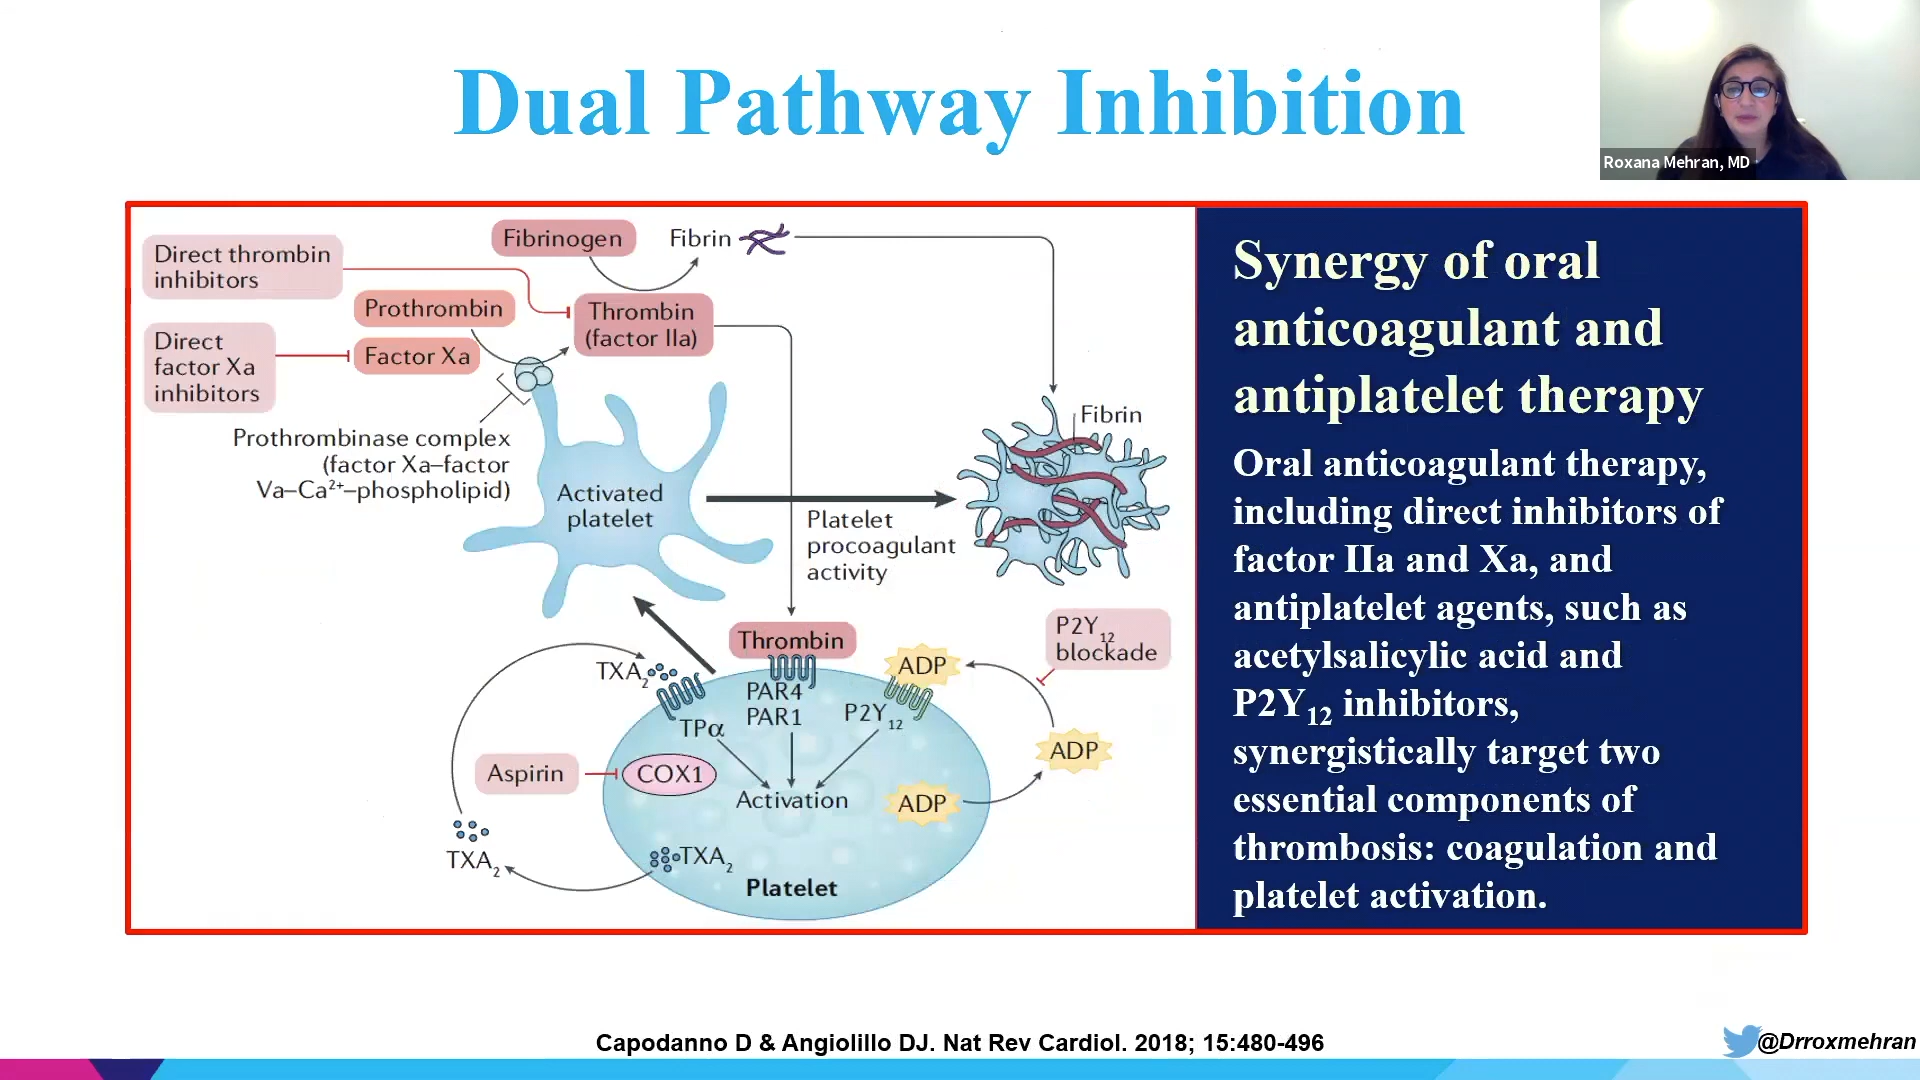 Dual Pathway Inhibition
Roxana Mehran, MD
Direct thrombin
inhibitors
Fibrinogen
Fibrin
Prothrombin
Thrombin
(factor IIa)
Direct
factor Xa
inhibitors
Factor Xa
Prothrombinase complex
(factor Xa–factor
Va–Ca²⁺–phospholipid)
Activated
platelet
Platelet
procoagulant
activity
Fibrin
P2Y₁₂
blockade
Thrombin
TXA₂
ADP
PAR4
PAR1
P2Y₁₂
TPα
ADP
Aspirin
COX1
Activation
ADP
TXA₂
TXA₂
Platelet
Synergy of oral
anticoagulant and
antiplatelet therapy
Oral anticoagulant therapy,
including direct inhibitors of
factor IIa and Xa, and
antiplatelet agents, such as
acetylsalicylic acid and
P2Y₁₂ inhibitors,
synergistically target two
essential components of
thrombosis: coagulation and
platelet activation.
Capodanno D & Angiolillo DJ. Nat Rev Cardiol. 2018; 15:480-496
@Drroxmehran